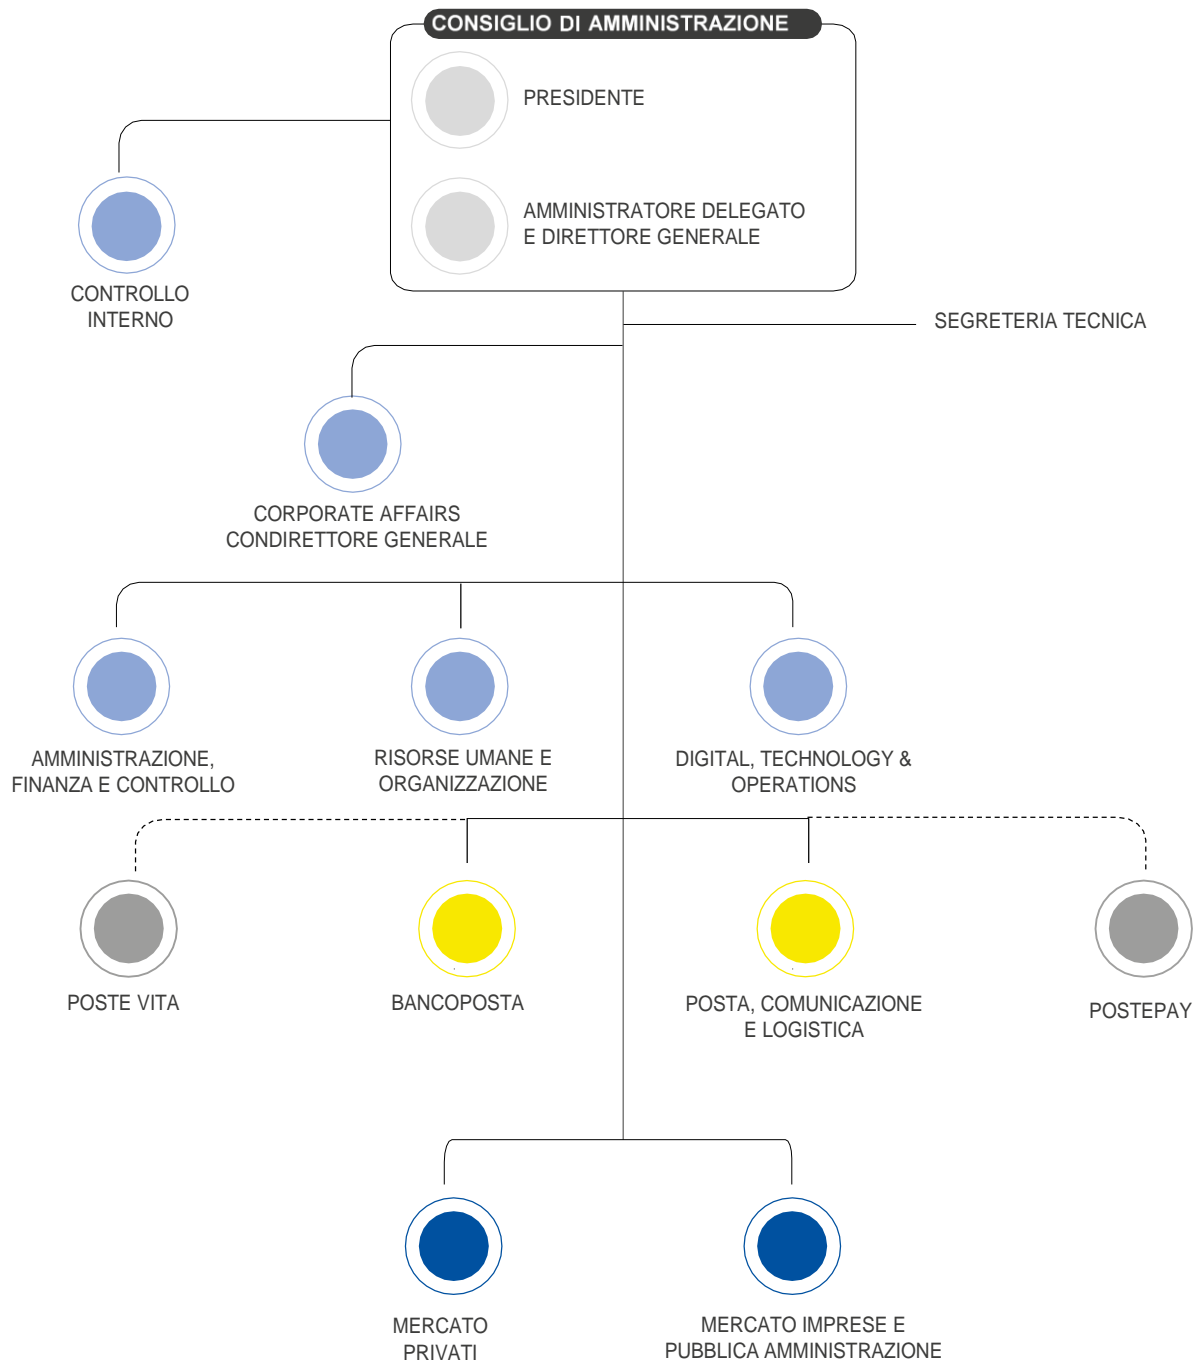 CONSIGLIO DI AMMINISTRAZIONE
PRESIDENTE
AMMINISTRATORE DELEGATO
E DIRETTORE GENERALE
CONTROLLO
INTERNO
SEGRETERIA TECNICA
CORPORATE AFFAIRS
CONDIRETTORE GENERALE
AMMINISTRAZIONE,
FINANZA E CONTROLLO
RISORSE UMANE E
ORGANIZZAZIONE
DIGITAL, TECHNOLOGY &
OPERATIONS
POSTE VITA
BANCOPOSTA
POSTA, COMUNICAZIONE
E LOGISTICA
POSTEPAY
MERCATO
PRIVATI
MERCATO IMPRESE E
PUBBLICA AMMINISTRAZIONE